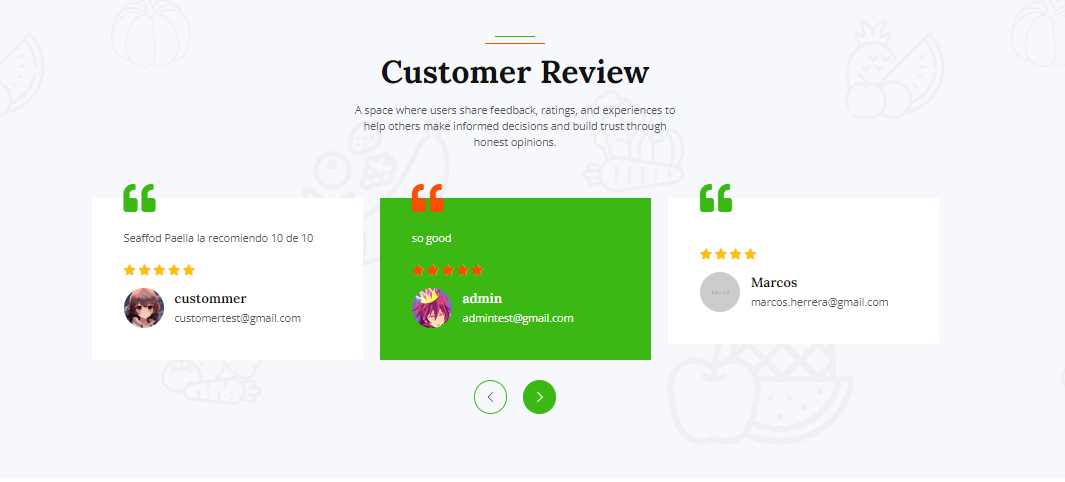 Customer Review
A space where users share feedback, ratings, and experiences to
help others make informed decisions and build trust through
honest opinions.
Seaffod Paella la recomiendo 10 de 10
custommer
customertest@gmail.com
so good
admin
admintest@gmail.com
Marcos
marcos.herrera@gmail.com